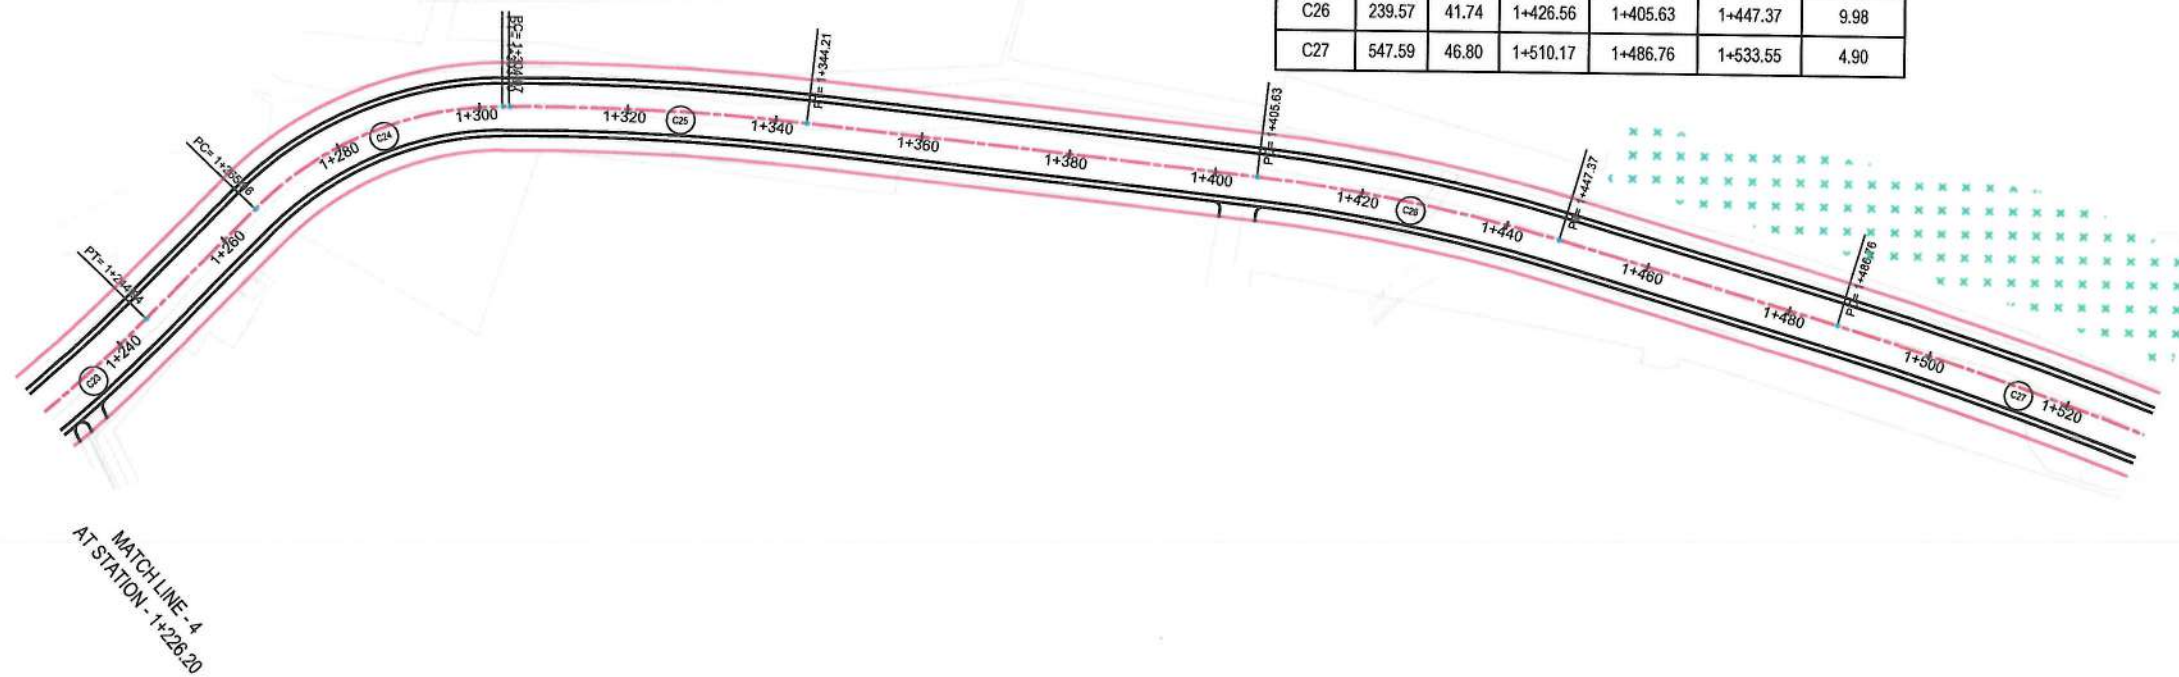 C26 239.57 41.74 1+426.56 1+405.63 1+447.37 9.98
C27 547.59 46.80 1+510.17 1+486.76 1+533.55 4.90
1+344.21
1+405.63
1+447.37
1+486.76
PC= 
PT= 
1+300
C24
1+280
1+320
C25
1+340
1+360
1+380
1+400
1+420
C26
1+440
1+460
1+480
1+500
C27
1+520
1+260
1+240
C23
MATCH LINE - 4
AT STATION - 1+226.20